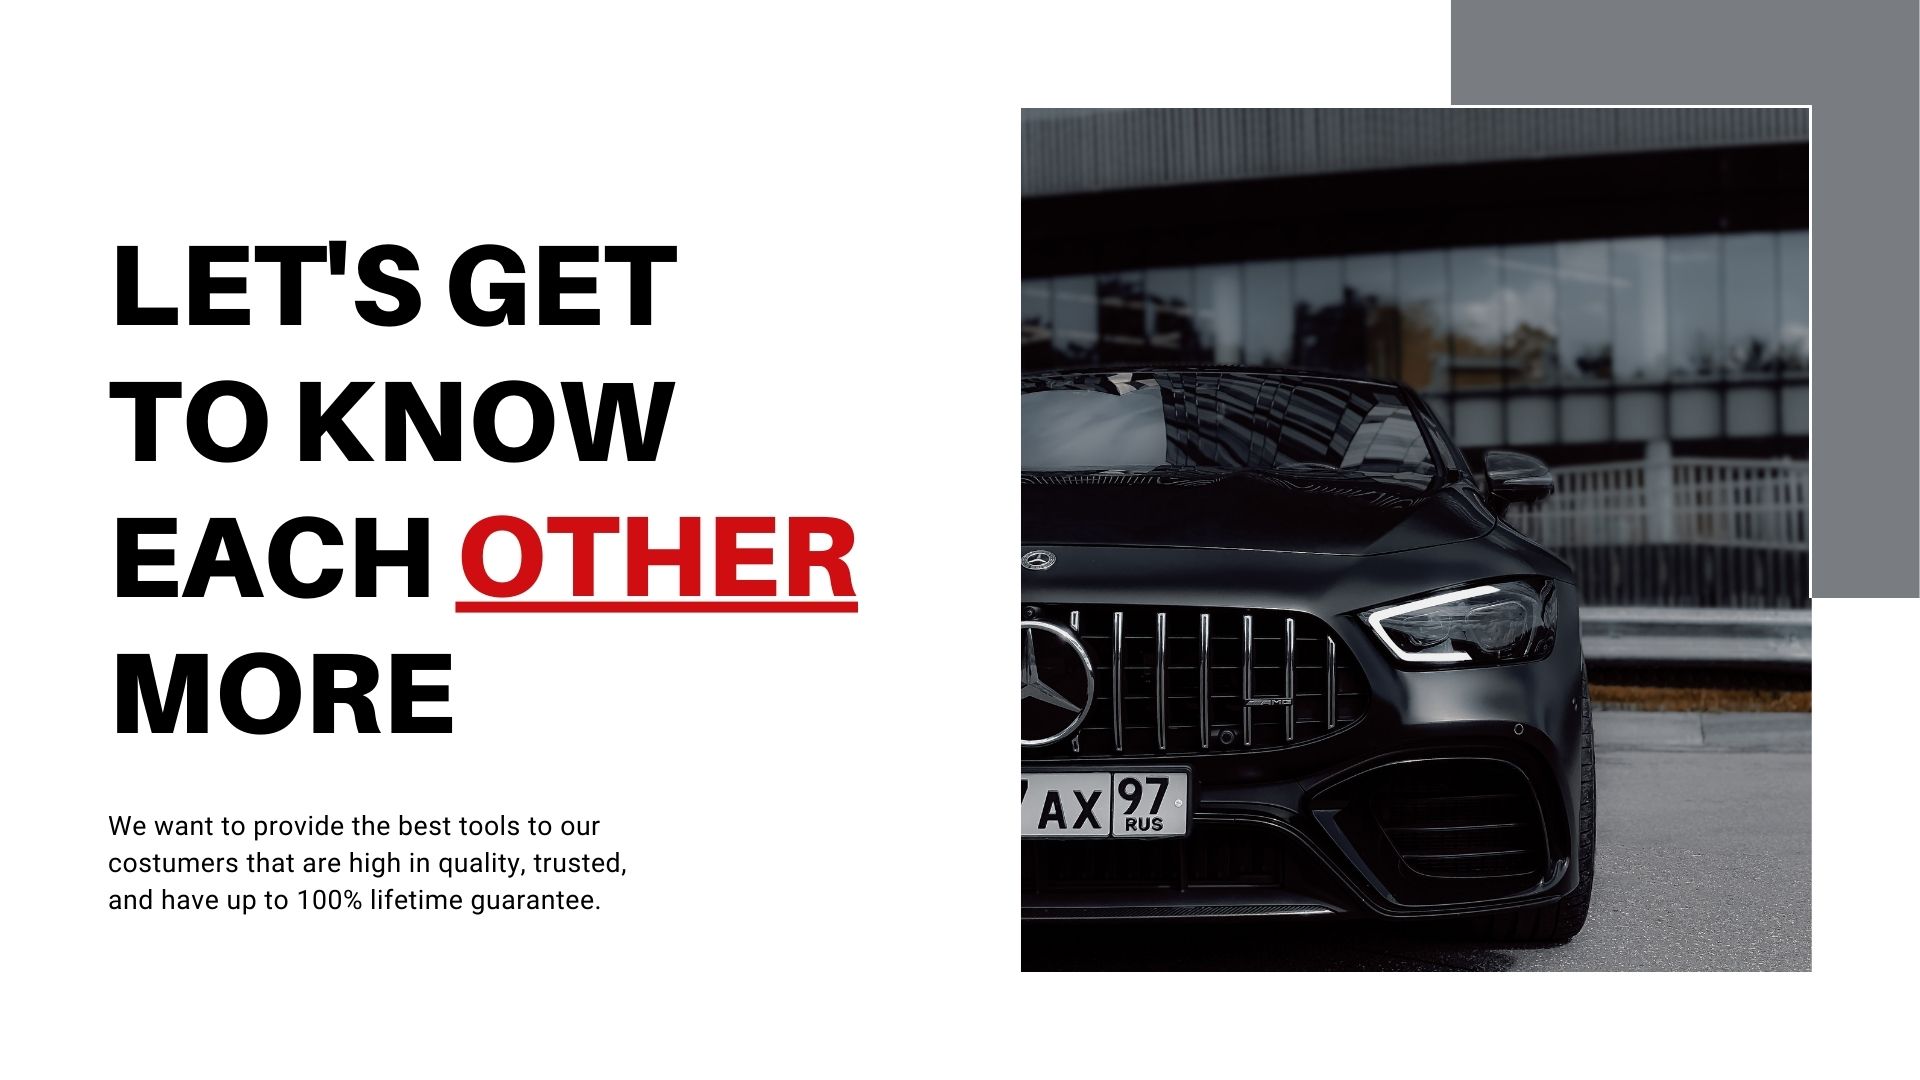 LET'S GET
TO KNOW
EACH OTHER
MORE
We want to provide the best tools to our
costumers that are high in quality, trusted,
and have up to 100% lifetime guarantee.
AMG
AX 97
RUS